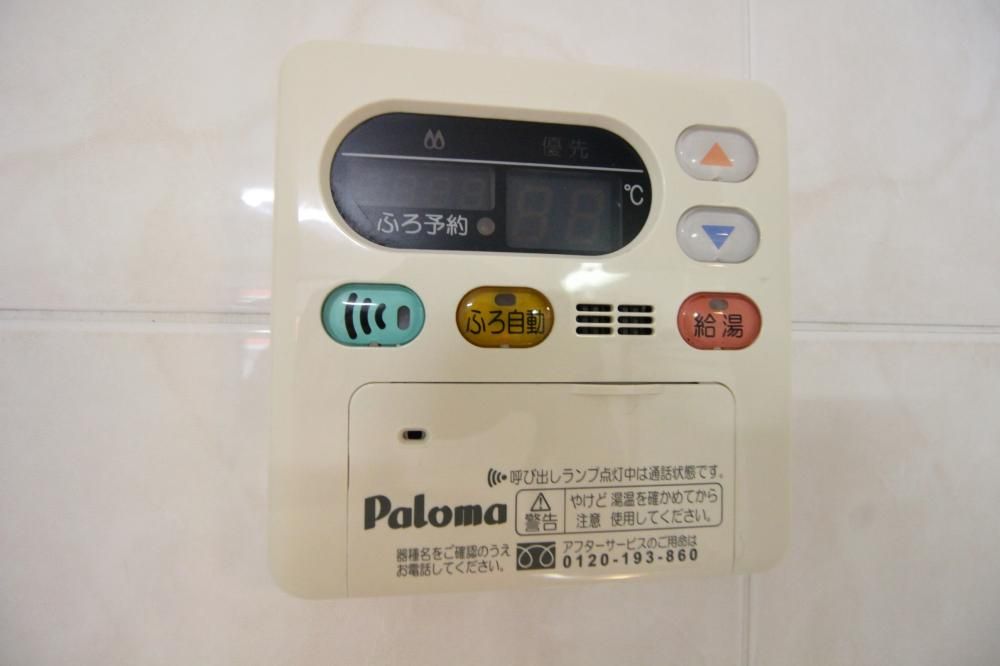 優先
℃
ふろ予約
ふろ自動
給湯
呼び出しランプ点灯中は通話状態です。
Paloma
警告
やけど 湯温を確かめてから
注意 使用してください。
器種名をご確認のうえ
お電話してください。
アフターサービスのご用命は
0120-193-860